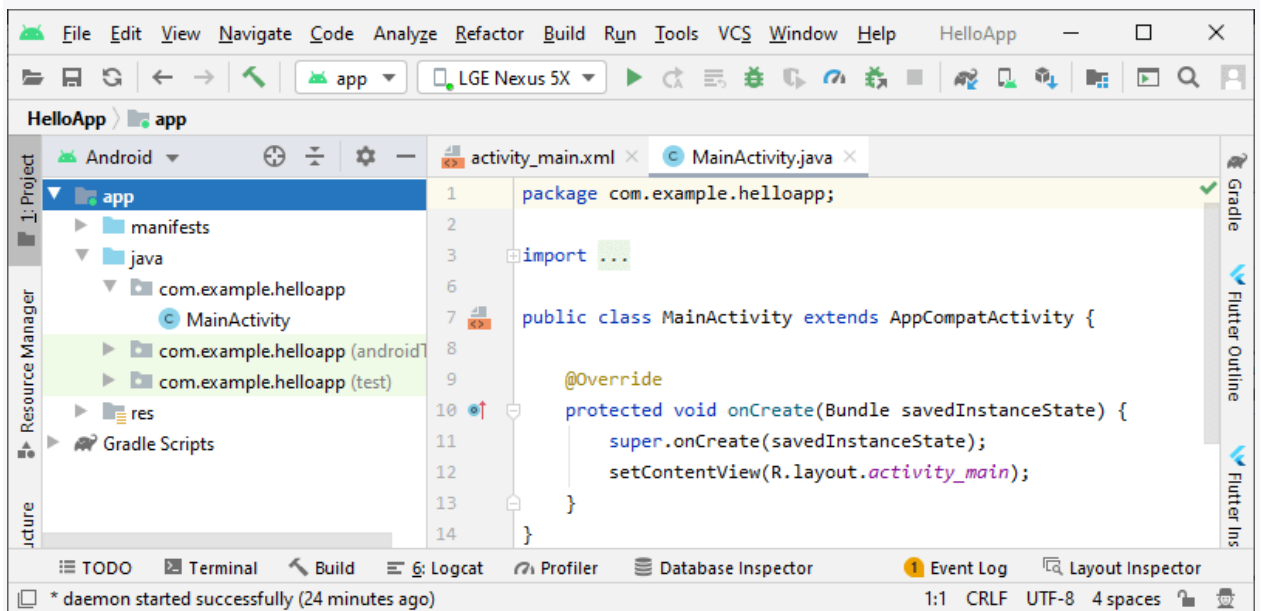 File Edit View Navigate Code Analyze Refactor Build Run Tools VCS Window Help HelloApp
app LGE Nexus 5X
HelloApp app
1: Project
Resource Manager
Android
app
manifests
java
com.example.helloapp
MainActivity
com.example.helloapp (androidT
com.example.helloapp (test)
res
Gradle Scripts
activity_main.xml MainActivity.java
1 package com.example.helloapp;
2
3 import ...
6
7 public class MainActivity extends AppCompatActivity {
8
9 @Override
10 protected void onCreate(Bundle savedInstanceState) {
11 super.onCreate(savedInstanceState);
12 setContentView(R.layout.activity_main);
13 }
14 }
Gradle
Flutter Outline
Flutter Ins
TODO Terminal Build 6: Logcat Profiler Database Inspector 1 Event Log Layout Inspector
* daemon started successfully (24 minutes ago) 1:1 CRLF UTF-8 4 spaces